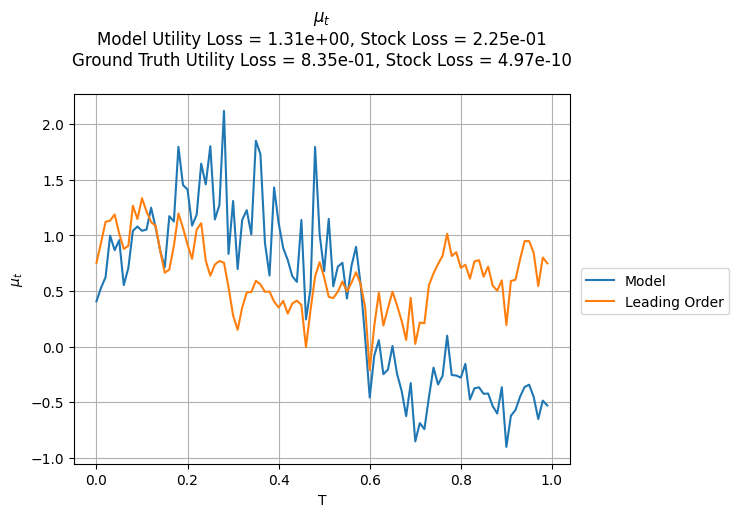 μₜ
Model Utility Loss = 1.31e+00, Stock Loss = 2.25e-01
Ground Truth Utility Loss = 8.35e-01, Stock Loss = 4.97e-10
2.0
1.5
1.0
0.5
0.0
−0.5
−1.0
μₜ
0.0 0.2 0.4 0.6 0.8 1.0
T
Model
Leading Order